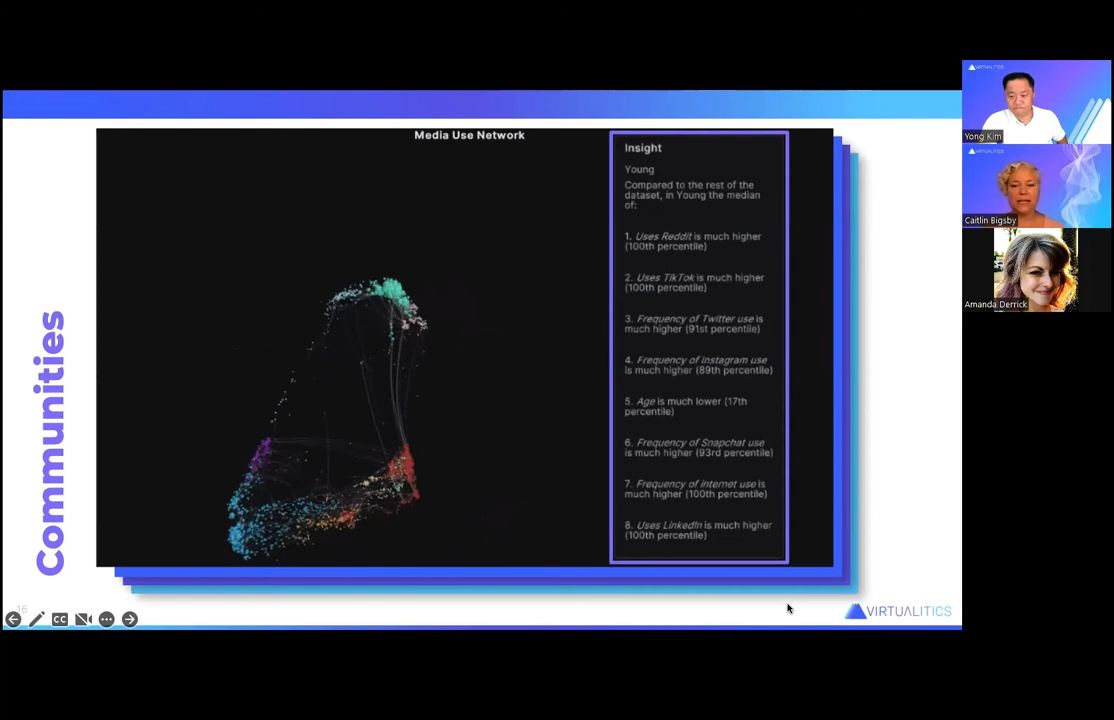 Communities
Media Use Network
Insight
Young
Compared to the rest of the
dataset, in Young the median
of:
1. Uses Reddit is much higher
(100th percentile)
2. Uses TikTok is much higher
(100th percentile)
3. Frequency of Twitter use is
much higher (91st percentile)
4. Frequency of Instagram use
is much higher (89th percentile)
5. Age is much lower (17th
percentile)
6. Frequency of Snapchat use
is much higher (93rd percentile)
7. Frequency of internet use is
much higher (100th percentile)
8. Uses LinkedIn is much higher
(100th percentile)
16
CC
VIRTUALITICS
VIRTUALITICS
Yong Kim
VIRTUALITICS
Caitlin Bigsby
Amanda Derrick